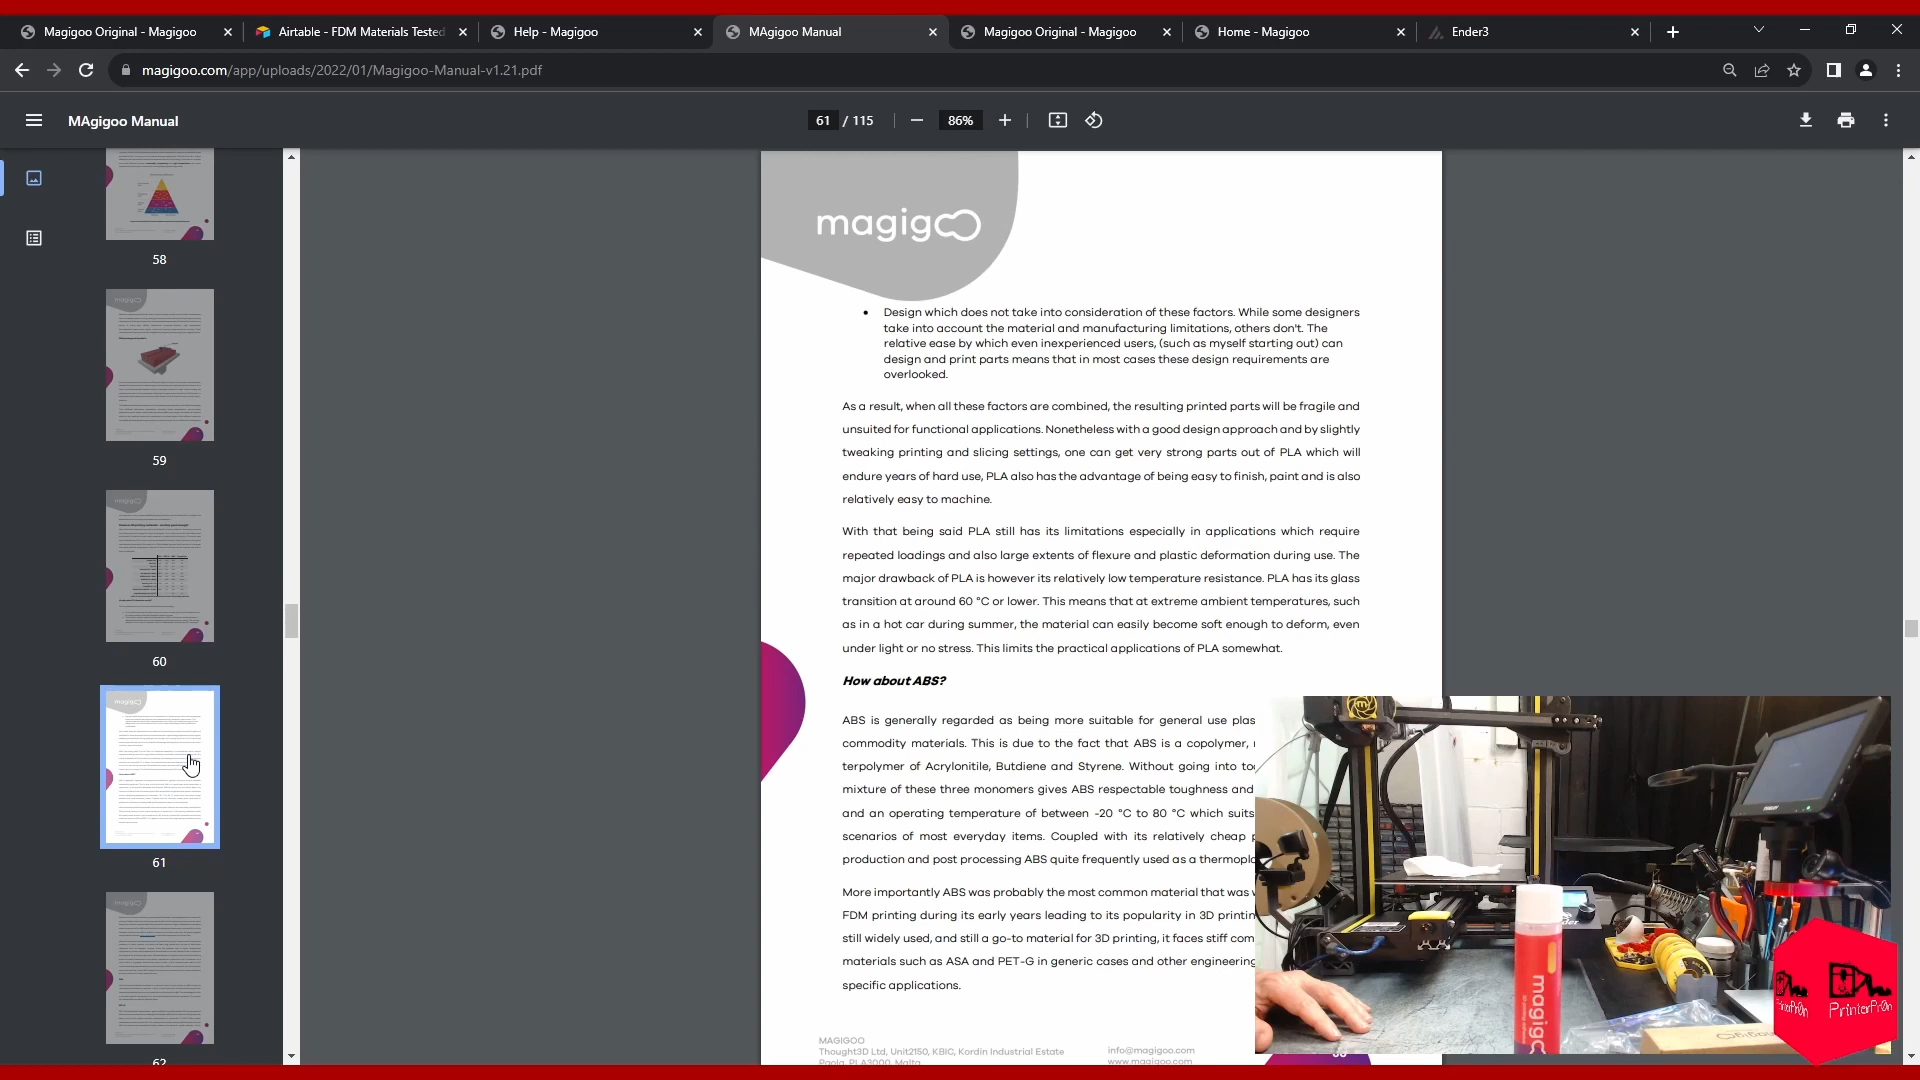 Magigoo Original - Magigoo
Airtable - FDM Materials Tested
Help - Magigoo
MAgigoo Manual
Magigoo Original - Magigoo
Home - Magigoo
Ender3
magigoo.com/app/uploads/2022/01/Magigoo-Manual-v1.21.pdf
MAgigoo Manual
61 / 115
86%
58
59
60
61
62
magigoo
• Design which does not take into consideration of these factors. While some designers
take into account the material and manufacturing limitations, others don't. The
relative ease by which even inexperienced users, (such as myself starting out) can
design and print parts means that in most cases these design requirements are
overlooked.
As a result, when all these factors are combined, the resulting printed parts will be fragile and
unsuited for functional applications. Nonetheless with a good design approach and by slightly
tweaking printing and slicing settings, one can get very strong parts out of PLA which will
endure years of hard use, PLA also has the advantage of being easy to finish, paint and is also
relatively easy to machine.
With that being said PLA still has its limitations especially in applications which require
repeated loadings and also large extents of flexure and plastic deformation during use. The
major drawback of PLA is however its relatively low temperature resistance. PLA has its glass
transition at around 60 °C or lower. This means that at extreme ambient temperatures, such
as in a hot car during summer, the material can easily become soft enough to deform, even
under light or no stress. This limits the practical applications of PLA somewhat.
How about ABS?
ABS is generally regarded as being more suitable for general use plas
commodity materials. This is due to the fact that ABS is a copolymer,
terpolymer of Acrylonitile, Butdiene and Styrene. Without going into to
mixture of these three monomers gives ABS respectable toughness and
and an operating temperature of between -20 °C to 80 °C which suits
scenarios of most everyday items. Coupled with its relatively cheap p
production and post processing ABS quite frequently used as a thermopla
More importantly ABS was probably the most common material that was
FDM printing during its early years leading to its popularity in 3D printin
still widely used, and still a go-to material for 3D printing, it faces stiff com
materials such as ASA and PET-G in generic cases and other engineering
specific applications.
MAGIGOO
Thought3D Ltd, Unit2150, KBIC, Kordin Industrial Estate
Paola, PLA3000, Malta
info@magigoo.com
www.magigoo.com
magigoo
PrinterPr0n
PrinterPr0n